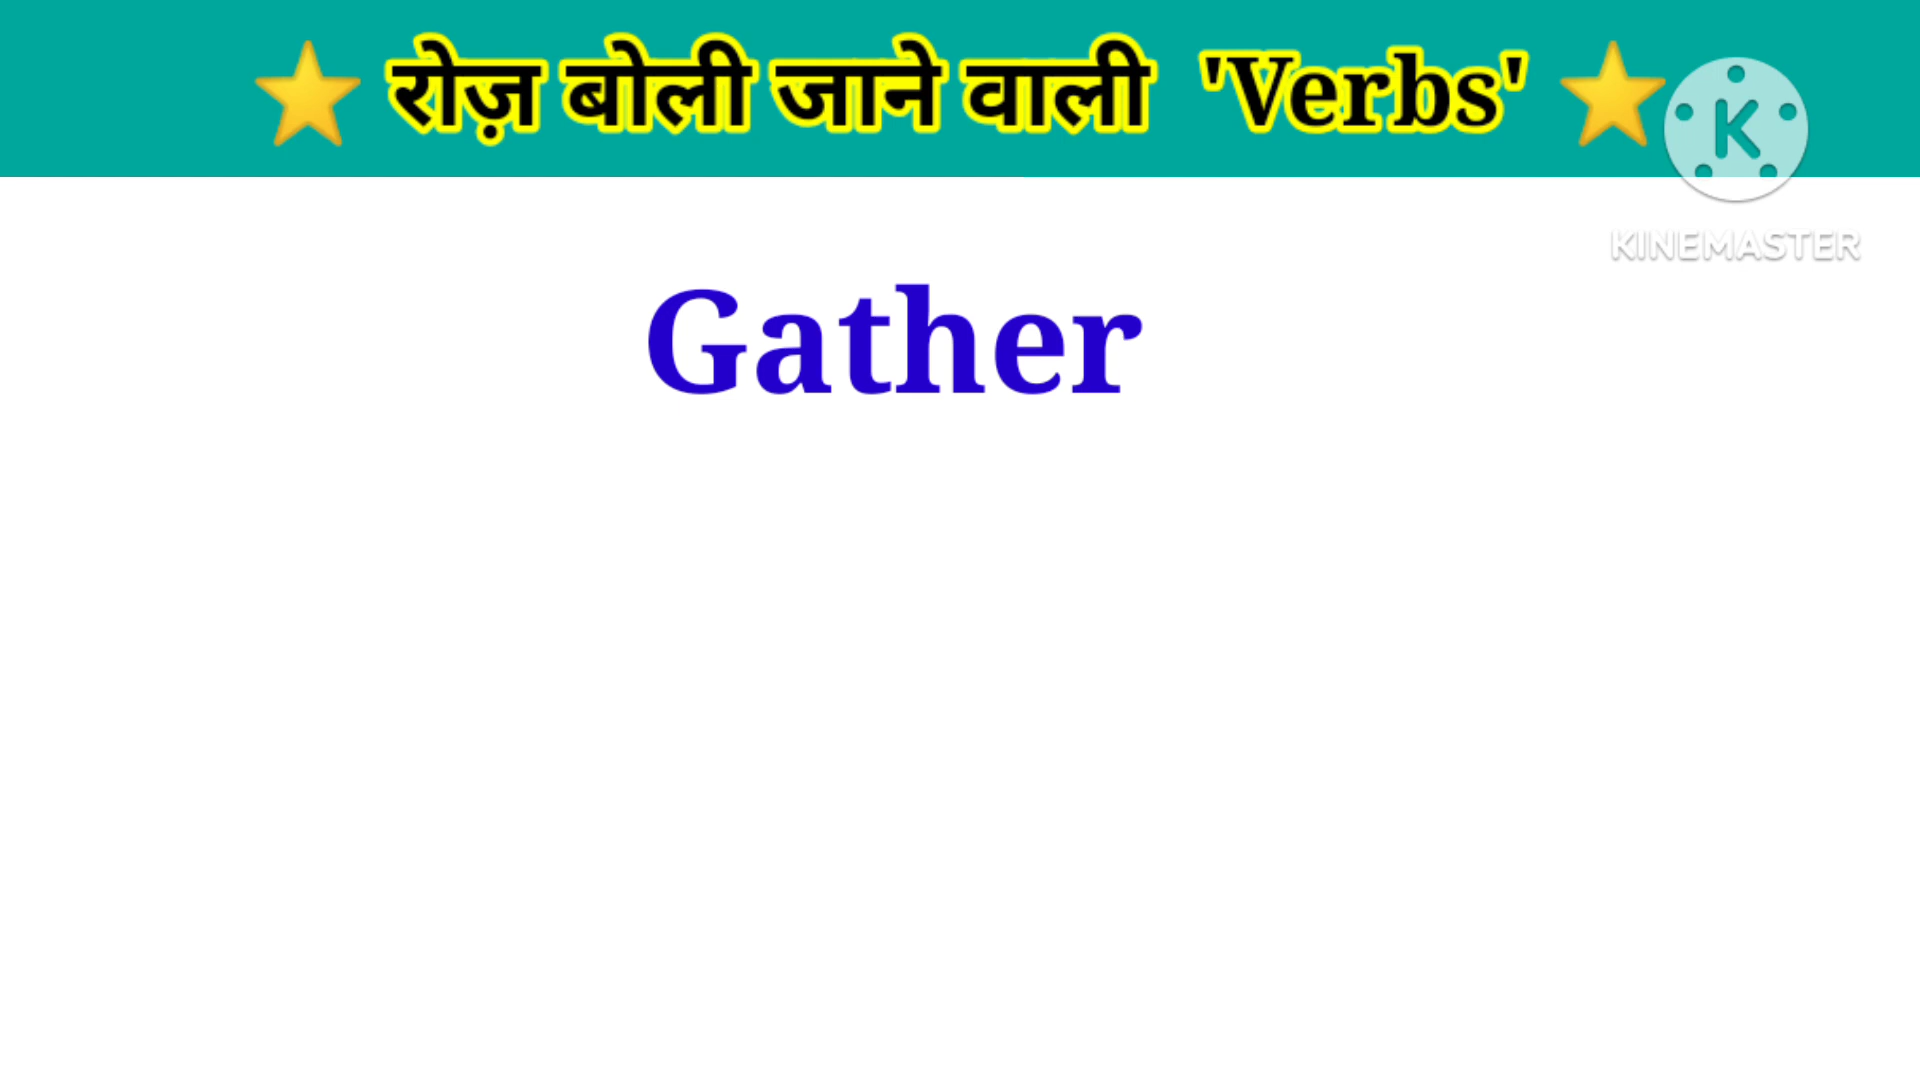 ⭐ रोज़ बोली जाने वाली 'Verbs' ⭐
K
KINEMASTER
Gather